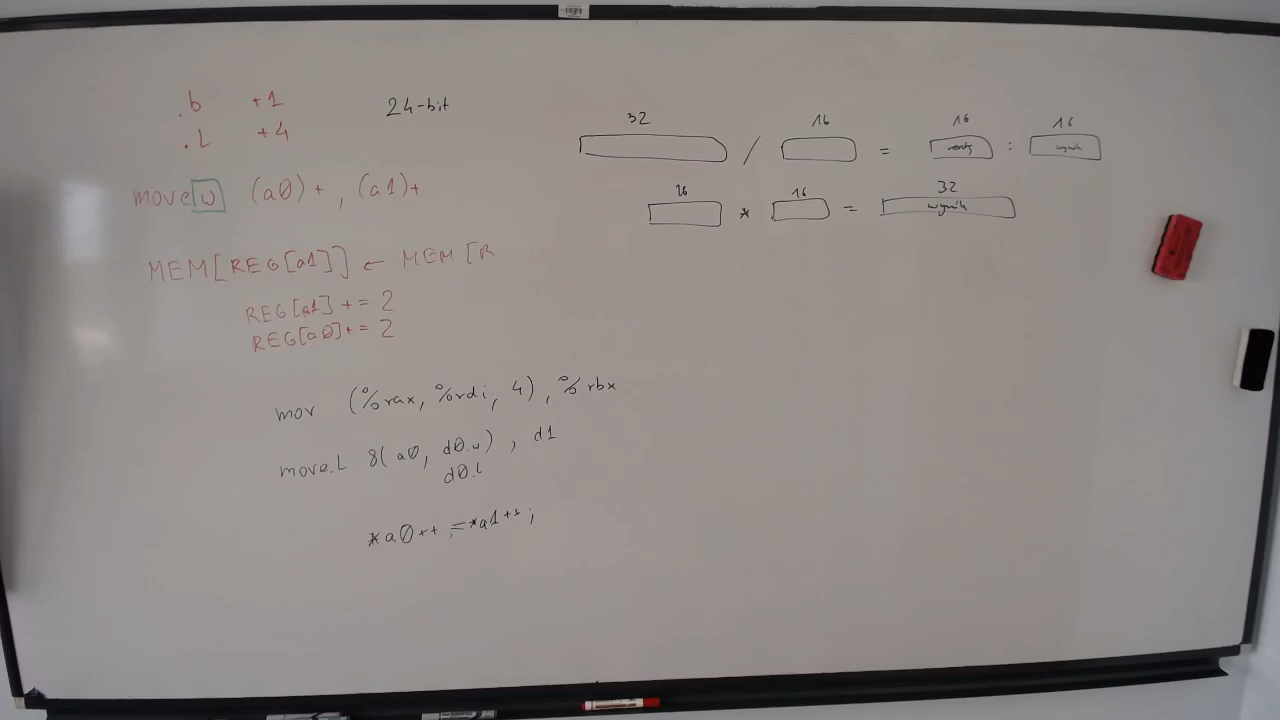 .b +1
.L +4
24-bit
move w (a0)+ , (a1)+
MEM[REG[a1]] ← MEM[R
REG[a1] += 2
REG[a0] += 2
mov (%rax, %rdi, 4), %rbx
move.L 8(a0, d0.w) , d1
d0.l
*a0++ = *a1++ ;
32 16 16 16
/ = reszta : wynik
16 16 32
* = wynik